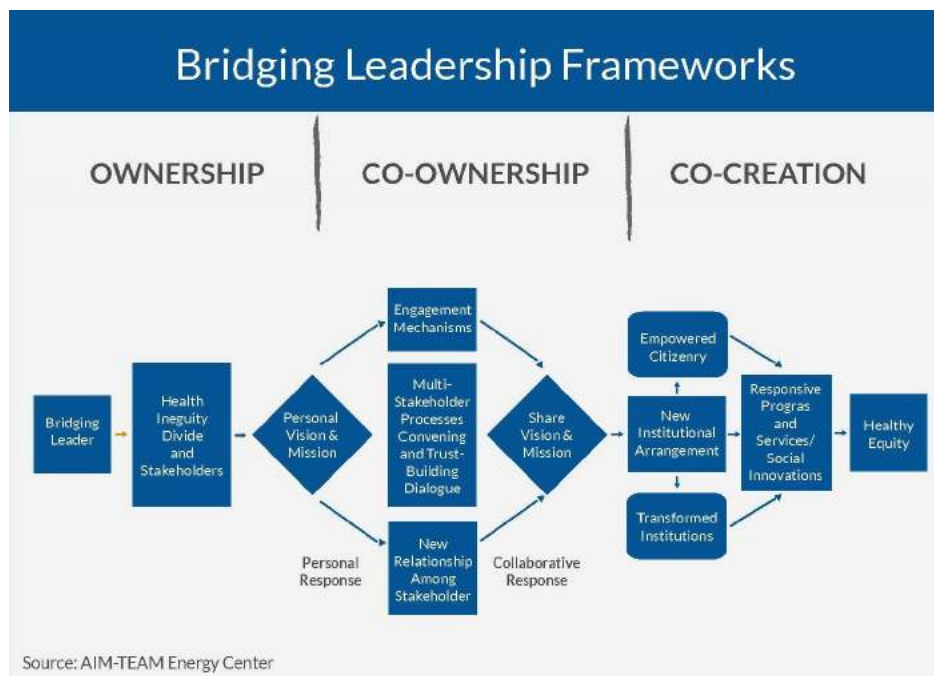 Bridging Leadership Frameworks
OWNERSHIP
CO-OWNERSHIP
CO-CREATION
Bridging
Leader
Health
Ineguity
Divide
and
Stakeholders
Personal
Vision &
Mission
Engagement
Mechanisms
Multi-
Stakeholder
Processes
Convening
and Trust-
Building
Dialogue
New
Relationship
Among
Stakeholder
Personal
Response
Collaborative
Response
Share
Vision &
Mission
Empowered
Citizenry
New
Institutional
Arrangement
Transformed
Institutions
Responsive
Progras
and
Services/
Social
Innovations
Healthy
Equity
Source: AIM-TEAM Energy Center